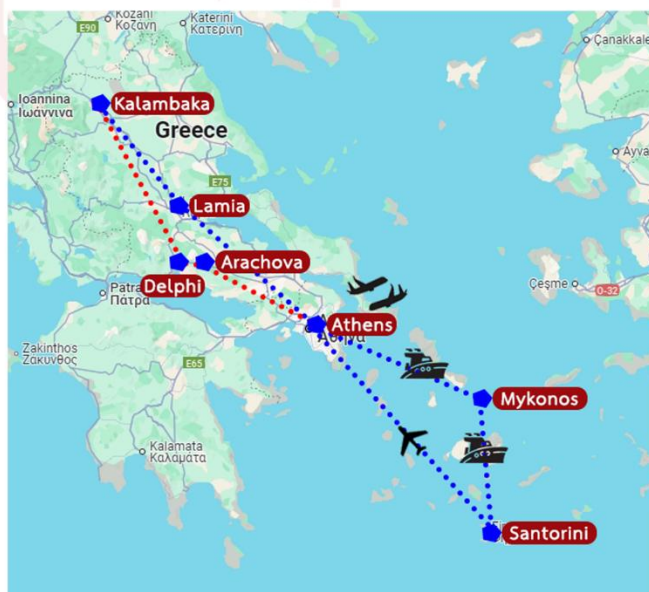 Kozani
Κοζάνη
E90
Katerini
Κατερίνη
Çanakkale
Ioannina
Ιωάννινα
Kalambaka
Greece
E75
Ayva
Lamia
Delphi
Arachova
Patra
Πάτρα
Athens
Çeşme
O-32
Zakinthos
Ζάκυνθος
E65
Mykonos
Kalamata
Καλαμάτα
Santorini